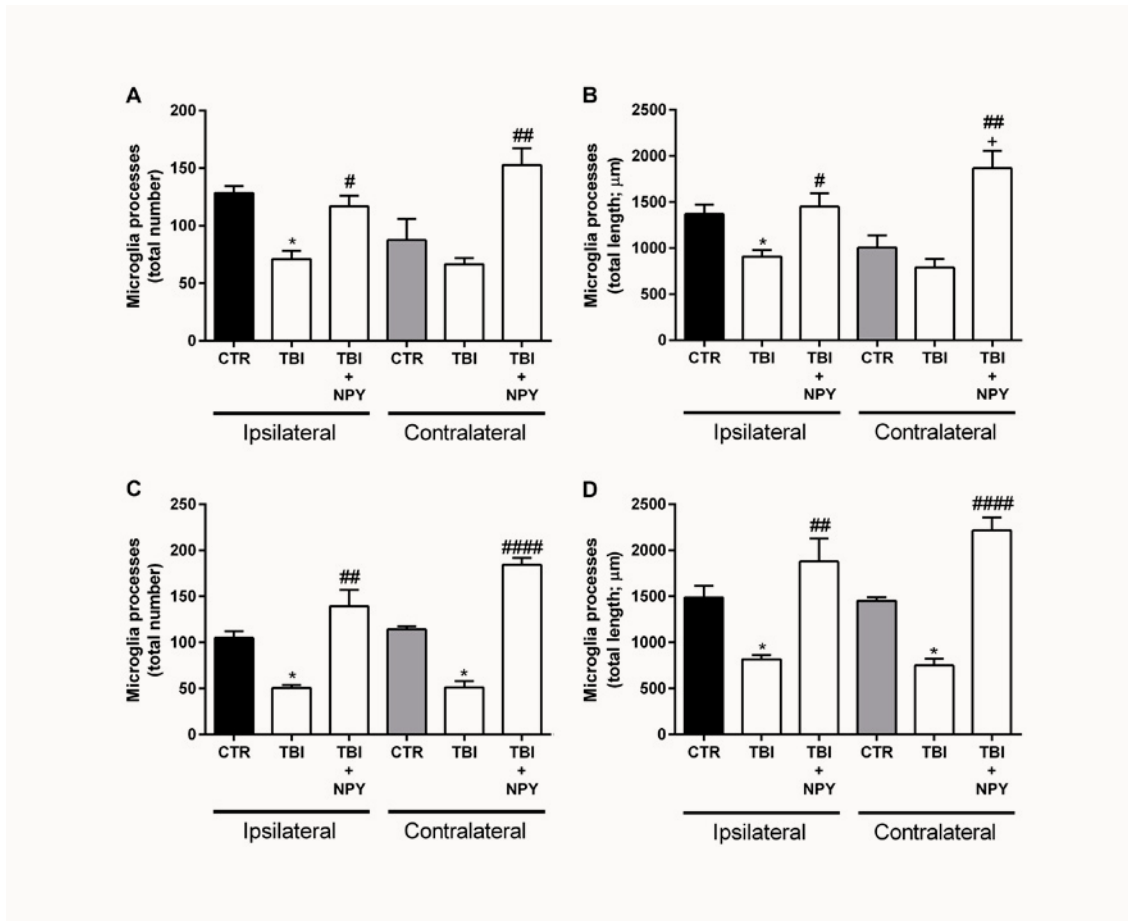 A
Microglia processes
(total number)
200
150
100
50
0
*
#
##
CTR
TBI
TBI
+
NPY
CTR
TBI
TBI
+
NPY
Ipsilateral
Contralateral
B
Microglia processes
(total length; μm)
2500
2000
1500
1000
500
0
*
#
##
+
CTR
TBI
TBI
+
NPY
CTR
TBI
TBI
+
NPY
Ipsilateral
Contralateral
C
Microglia processes
(total number)
250
200
150
100
50
0
*
##
*
####
CTR
TBI
TBI
+
NPY
CTR
TBI
TBI
+
NPY
Ipsilateral
Contralateral
D
Microglia processes
(total length; μm)
2500
2000
1500
1000
500
0
*
##
*
####
CTR
TBI
TBI
+
NPY
CTR
TBI
TBI
+
NPY
Ipsilateral
Contralateral